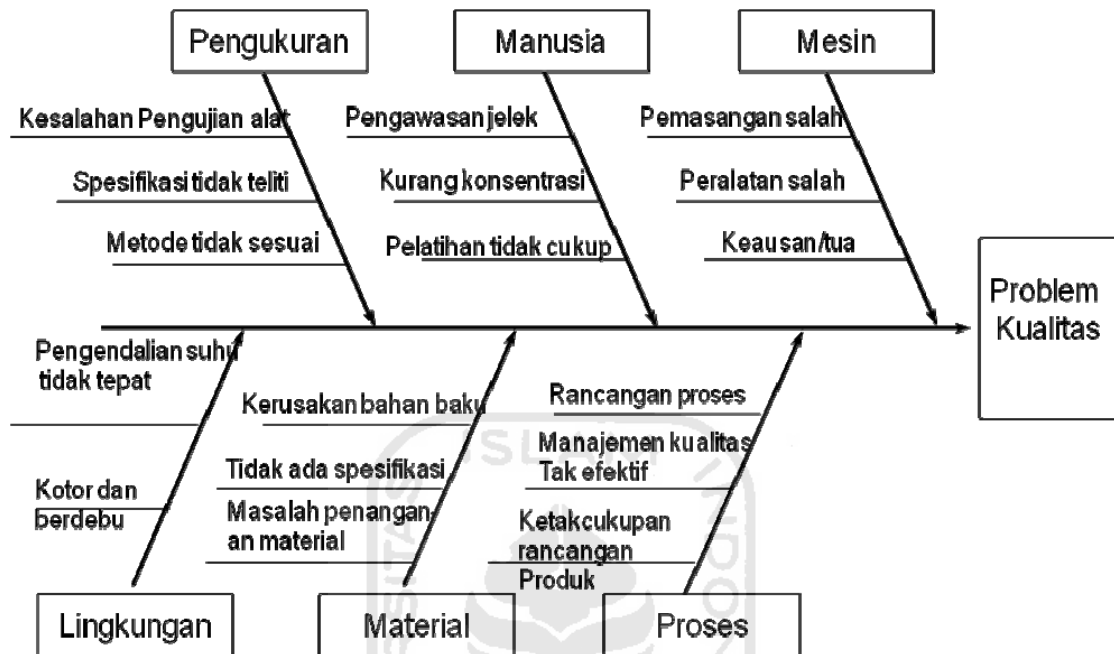 Pengukuran
Manusia
Mesin
Kesalahan Pengujian alat
Pengawasan jelek
Pemasangan salah
Spesifikasi tidak teliti
Kurang konsentrasi
Peralatan salah
Metode tidak sesuai
Pelatihan tidak cukup
Keausan/tua
Problem
Kualitas
Pengendalian suhu
tidak tepat
Kerusakan bahan baku
Rancangan proses
Manajemen kualitas
Tak efektif
Tidak ada spesifikasi
Kotor dan
berdebu
Masalah penangan-
an material
Ketakcukupan
rancangan
Produk
Lingkungan
Material
Proses
ISLAM